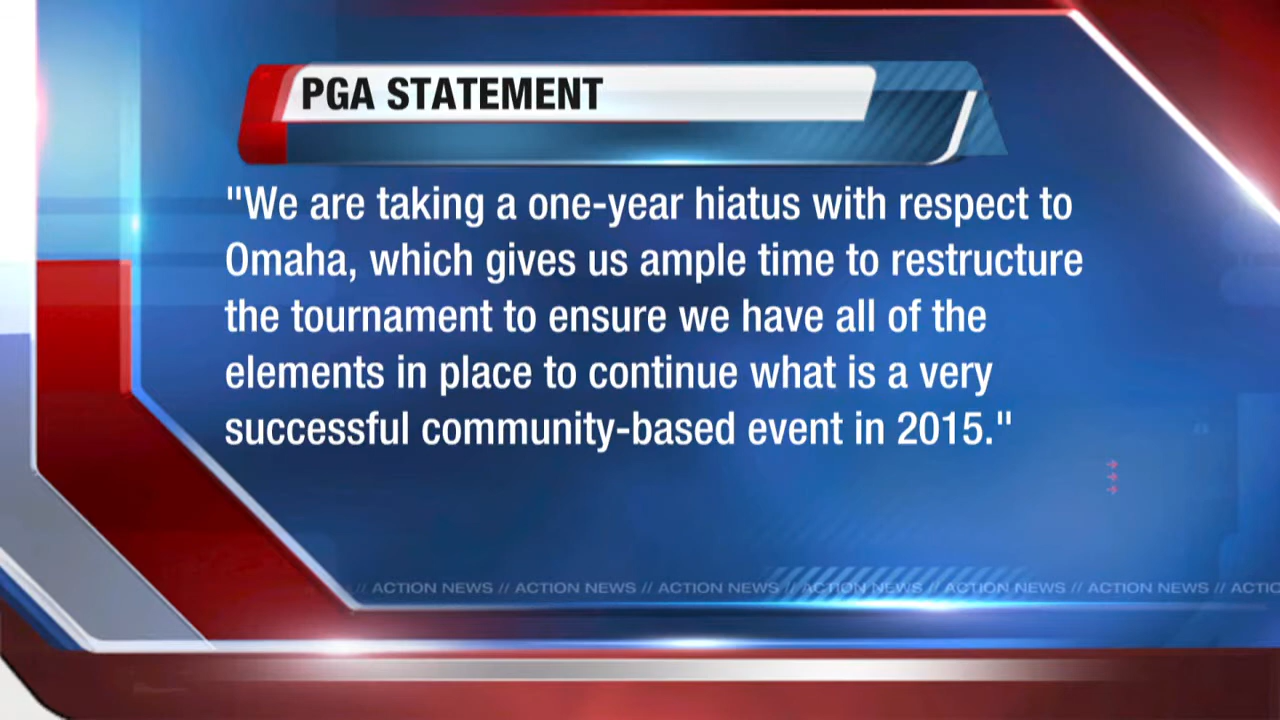 PGA STATEMENT
"We are taking a one-year hiatus with respect to
Omaha, which gives us ample time to restructure
the tournament to ensure we have all of the
elements in place to continue what is a very
successful community-based event in 2015."
// ACTION NEWS // ACTION NEWS // ACTION NEWS // ACTION NEWS // ACTION NEWS // ACTION NEWS // ACTIO